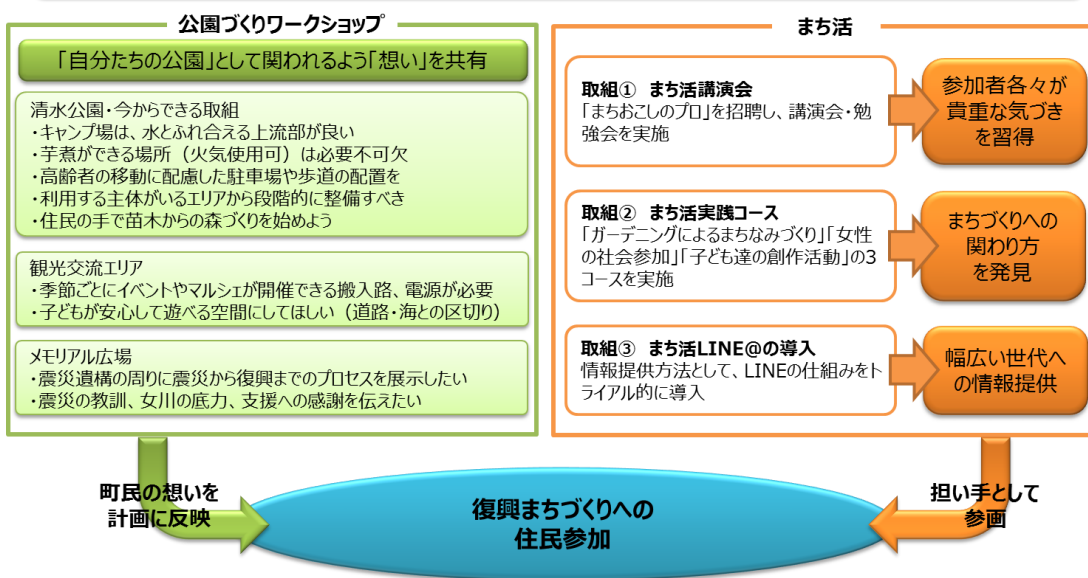 公園づくりワークショップ
「自分たちの公園」として関われるよう「想い」を共有
清水公園・今からできる取組
・キャンプ場は、水とふれ合える上流部が良い
・芋煮ができる場所（火気使用可）は必要不可欠
・高齢者の移動に配慮した駐車場や歩道の配置を
・利用する主体がいるエリアから段階的に整備すべき
・住民の手で苗木からの森づくりを始めよう
観光交流エリア
・季節ごとにイベントやマルシェが開催できる搬入路、電源が必要
・子どもが安心して遊べる空間にしてほしい（道路・海との区切り）
メモリアル広場
・震災遺構の周りに震災から復興までのプロセスを展示したい
・震災の教訓、女川の底力、支援への感謝を伝えたい
まち活
取組① まち活講演会
「まちおこしのプロ」を招聘し、講演会・勉
強会を実施
参加者各々が
貴重な気づき
を習得
取組② まち活実践コース
「ガーデニングによるまちなみづくり」「女性
の社会参加」「子ども達の創作活動」の3
コースを実施
まちづくりへの
関わり方
を発見
取組③ まち活LINE@の導入
情報提供方法として、LINEの仕組みをト
ライアル的に導入
幅広い世代へ
の情報提供
町民の想いを
計画に反映
復興まちづくりへの
住民参加
担い手として
参画